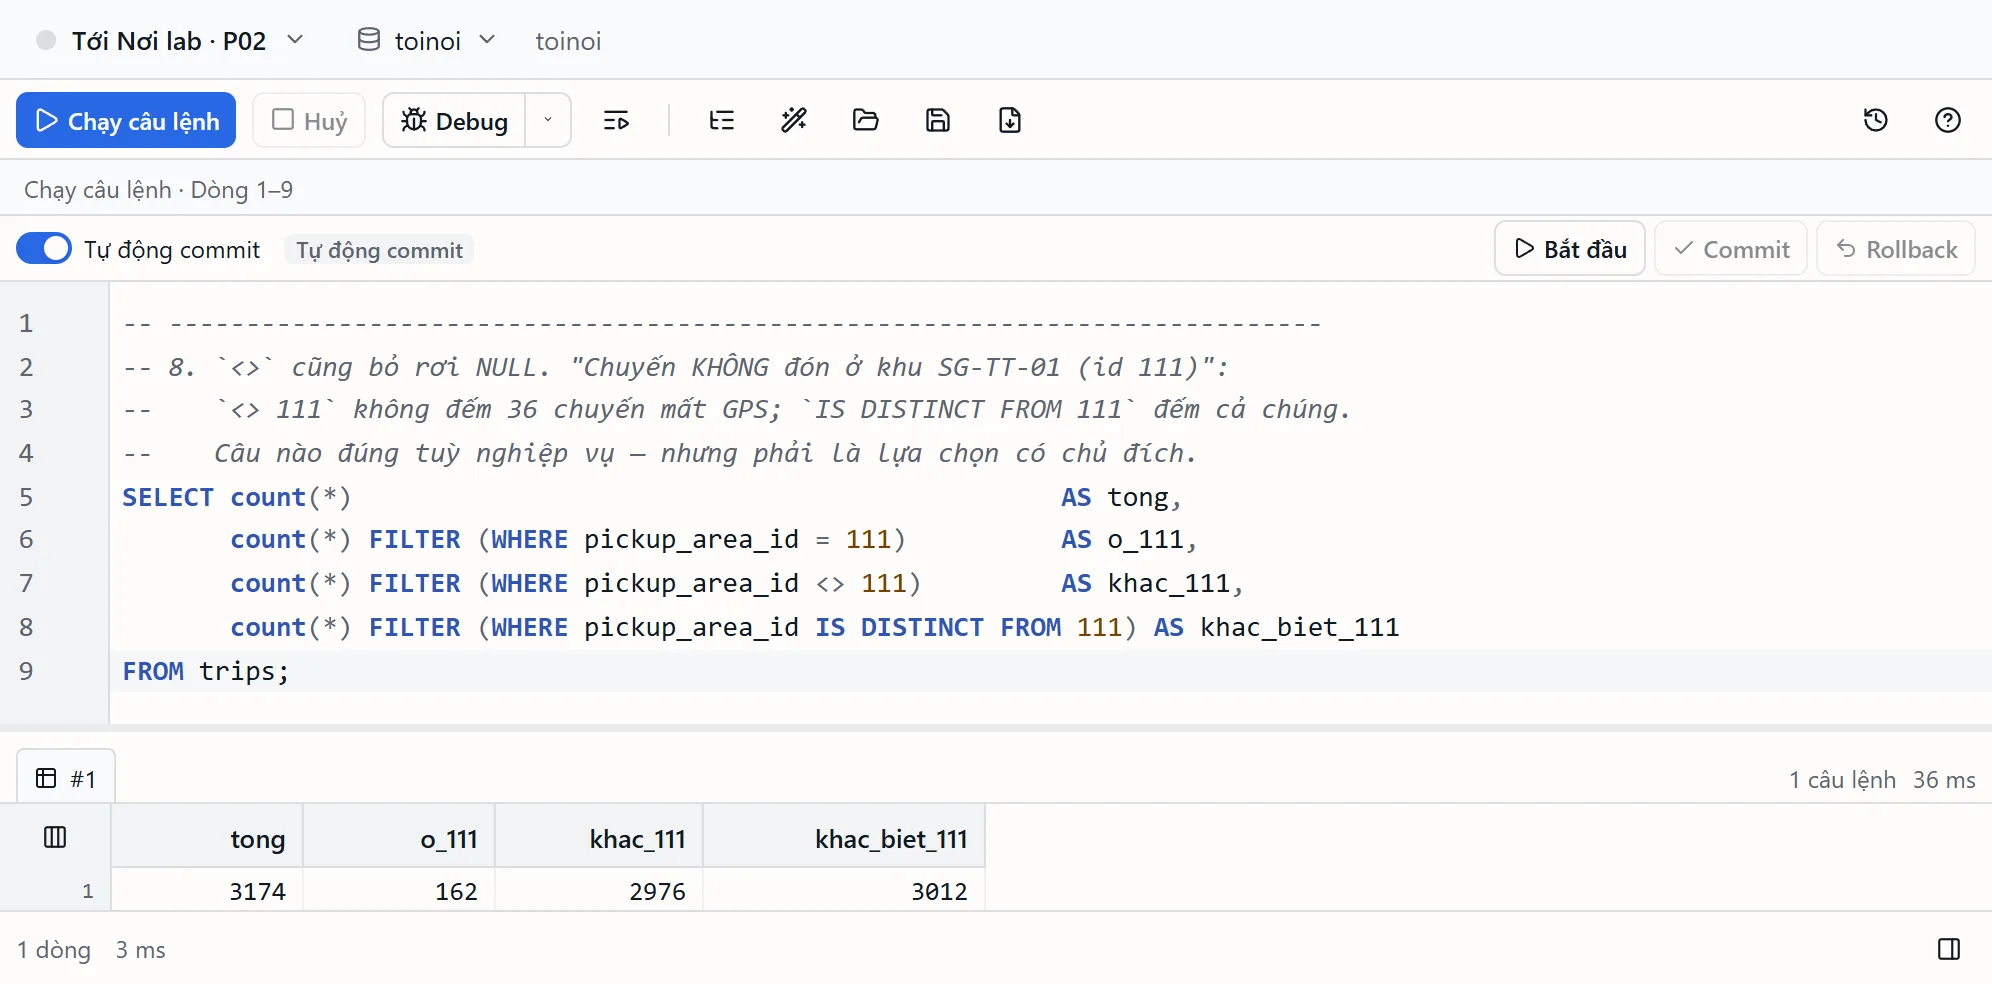 Tới Nơi lab · P02 toinoi toinoi
Chạy câu lệnh Huỷ Debug
Chạy câu lệnh · Dòng 1–9
Tự động commit Tự động commit Bắt đầu Commit Rollback
1 -- ---------------------------------------------------------------------------
2 -- 8. `<>` cũng bỏ rơi NULL. "Chuyến KHÔNG đón ở khu SG-TT-01 (id 111)":
3 --    `<> 111` không đếm 36 chuyến mất GPS; `IS DISTINCT FROM 111` đếm cả chúng.
4 --    Câu nào đúng tuỳ nghiệp vụ — nhưng phải là lựa chọn có chủ đích.
5 SELECT count(*)                                              AS tong,
6        count(*) FILTER (WHERE pickup_area_id = 111)          AS o_111,
7        count(*) FILTER (WHERE pickup_area_id <> 111)         AS khac_111,
8        count(*) FILTER (WHERE pickup_area_id IS DISTINCT FROM 111) AS khac_biet_111
9 FROM trips;
#1 1 câu lệnh 36 ms
tong o_111 khac_111 khac_biet_111
1 3174 162 2976 3012
1 dòng 3 ms